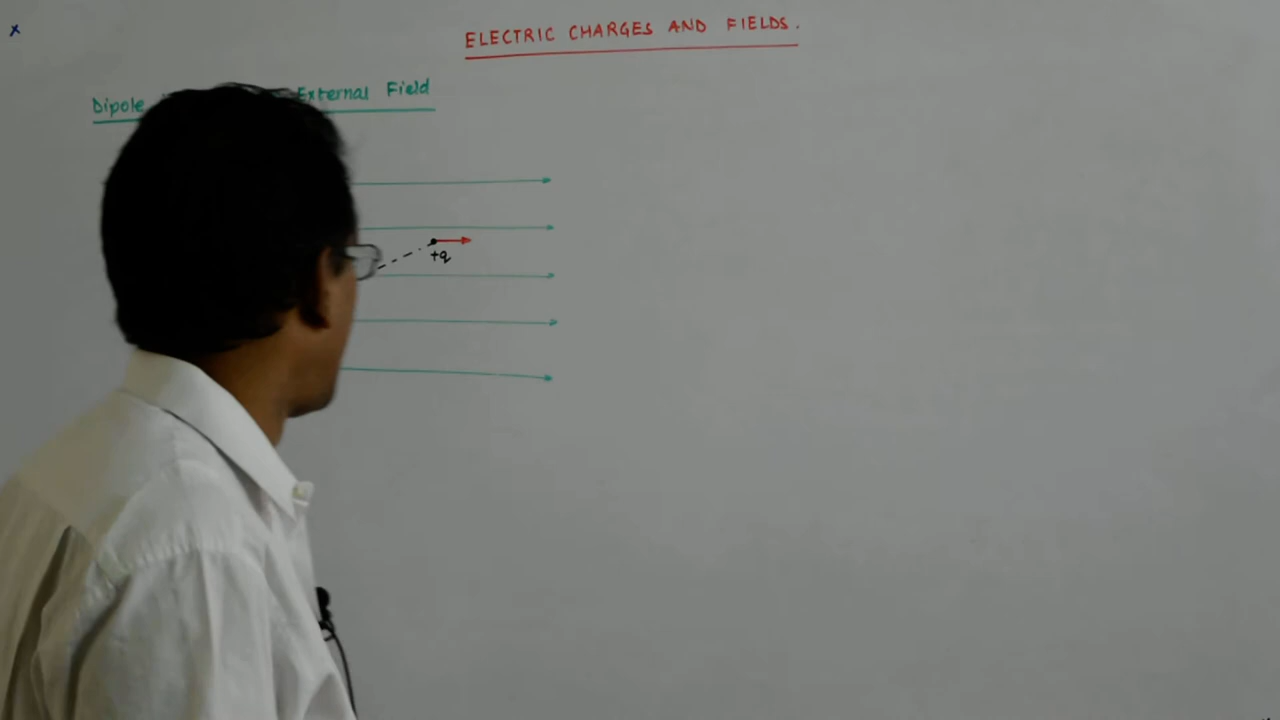 x
ELECTRIC CHARGES AND FIELDS.
Dipole External Field
+q